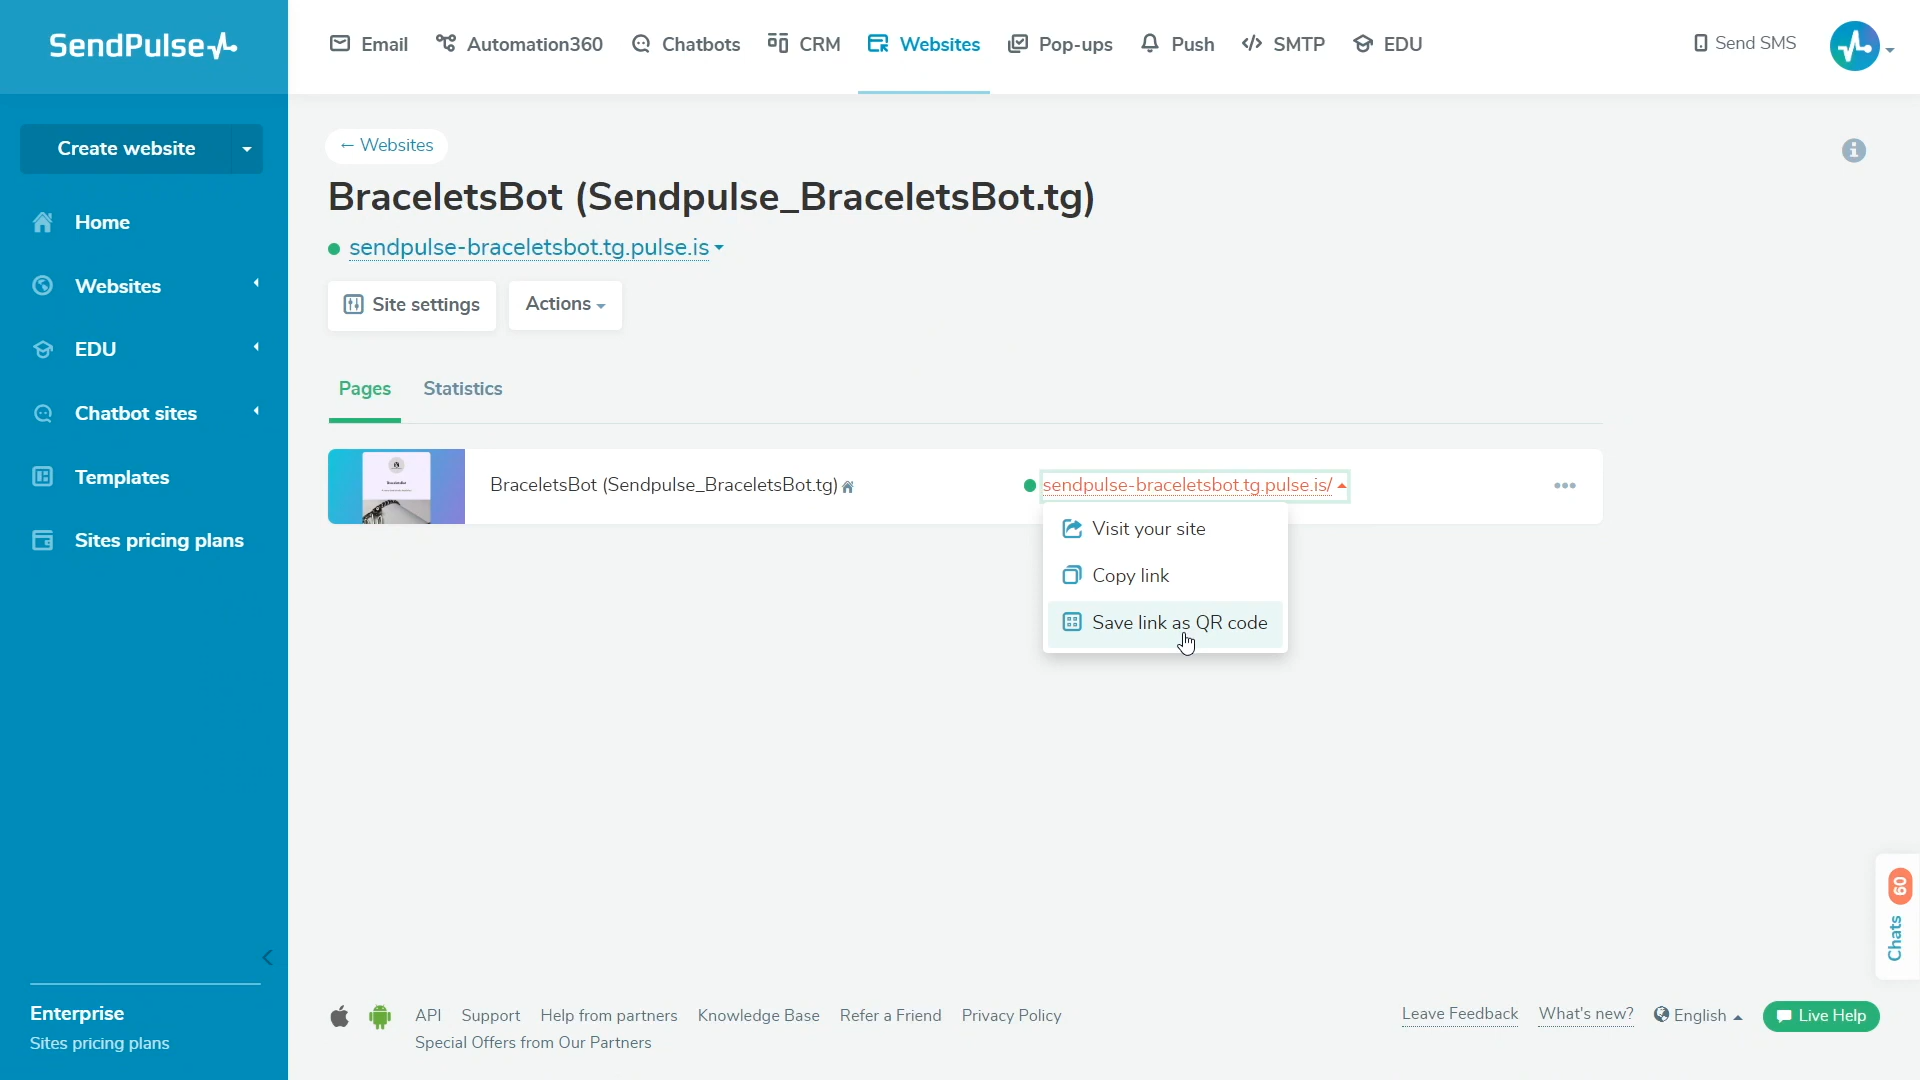 SendPulse
Email
Automation360
Chatbots
CRM
Websites
Pop-ups
Push
SMTP
EDU
Send SMS
Create website
Home
Websites
EDU
Chatbot sites
Templates
Sites pricing plans
Enterprise
Sites pricing plans
← Websites
BraceletsBot (Sendpulse_BraceletsBot.tg)
sendpulse-braceletsbot.tg.pulse.is
Site settings
Actions
Pages
Statistics
BraceletsBot (Sendpulse_BraceletsBot.tg)
sendpulse-braceletsbot.tg.pulse.is/
Visit your site
Copy link
Save link as QR code
Chats 60
API
Support
Help from partners
Knowledge Base
Refer a Friend
Privacy Policy
Special Offers from Our Partners
Leave Feedback
What's new?
English
Live Help